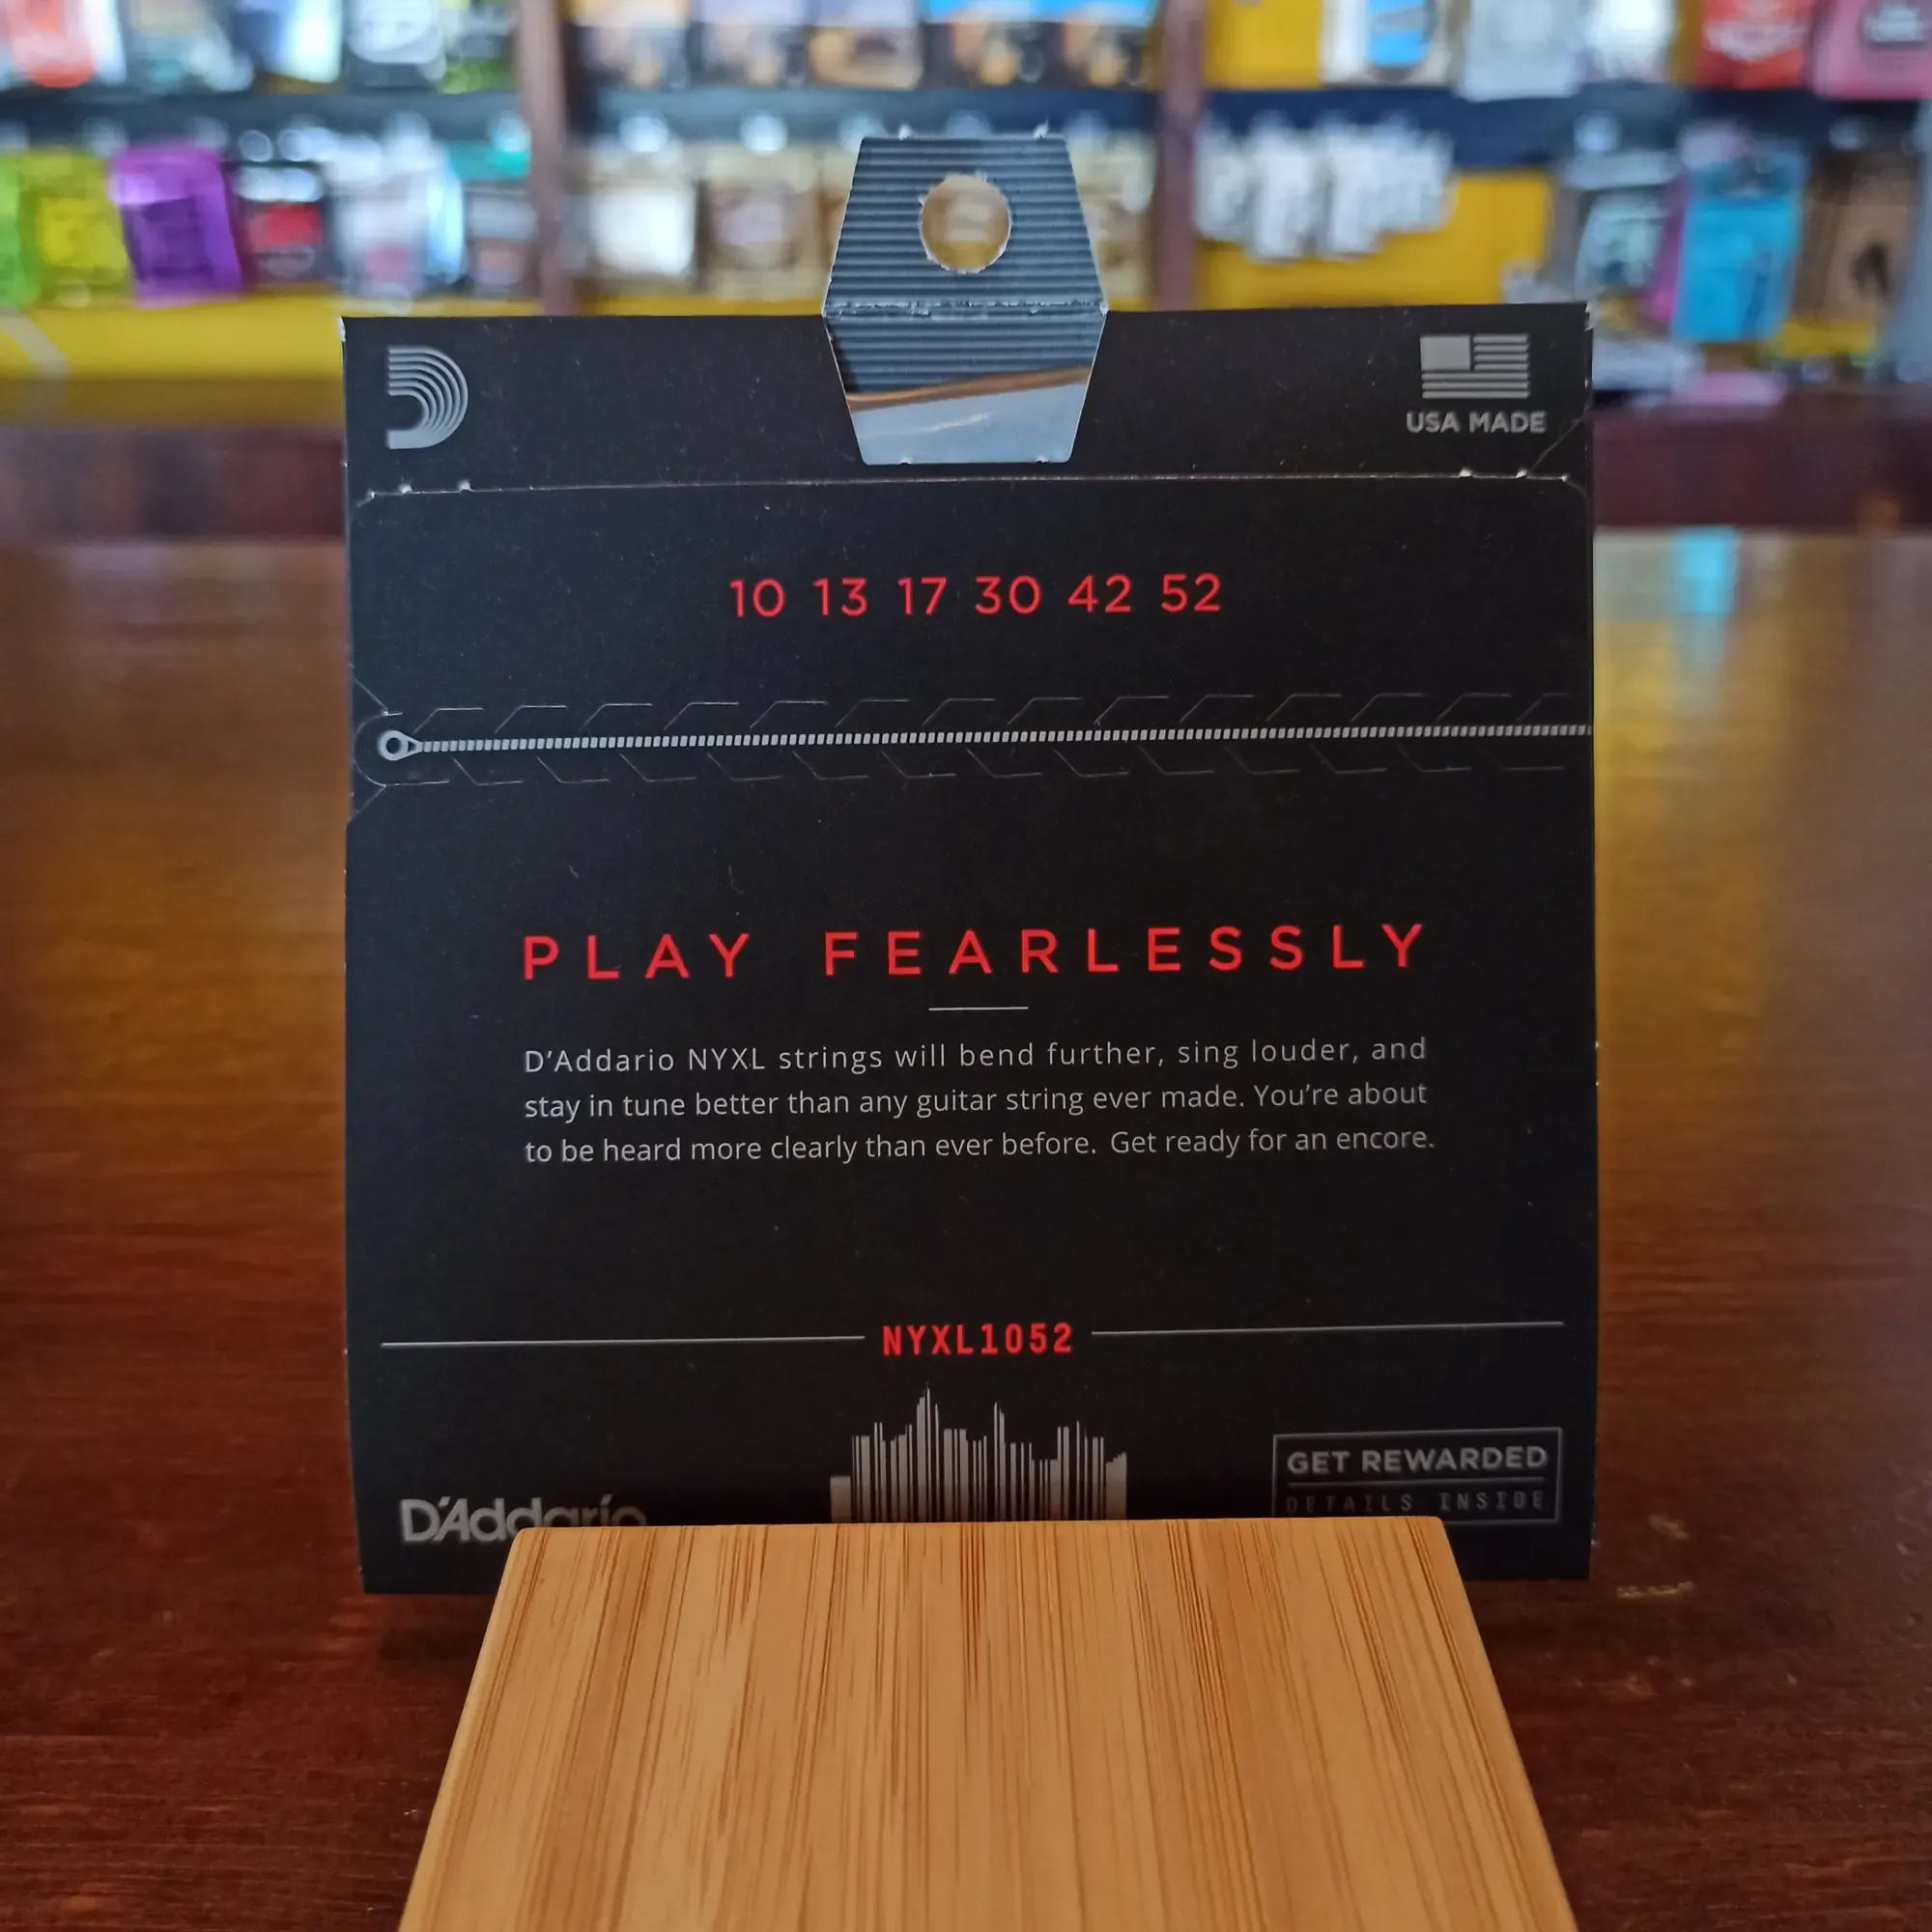 USA MADE
10 13 17 30 42 52
PLAY FEARLESSLY
D'Addario NYXL strings will bend further, sing louder, and
stay in tune better than any guitar string ever made. You're about
to be heard more clearly than ever before. Get ready for an encore.
NYXL1052
GET REWARDED
DETAILS INSIDE
D'Addario